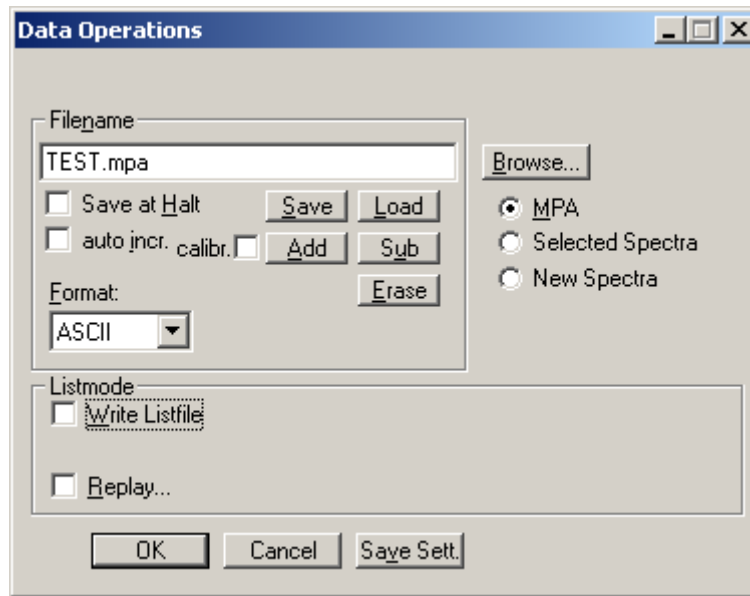 Data Operations
Filename
TEST.mpa
Browse...
Save at Halt
Save
Load
MPA
auto incr.
calibr.
Add
Sub
Selected Spectra
Format:
Erase
New Spectra
ASCII
Listmode
Write Listfile
Replay...
OK
Cancel
Save Sett.